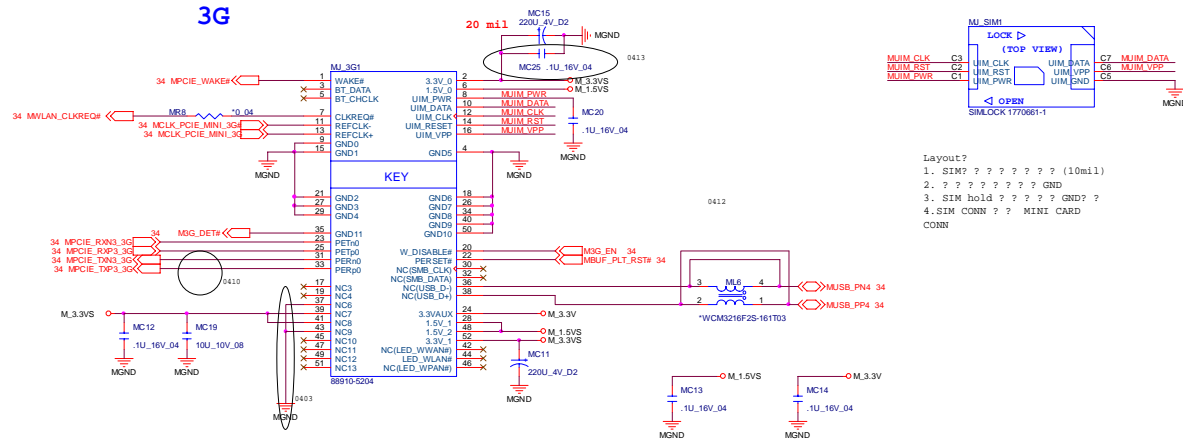 3G
20 mil
MC15
220U_4V_D2
MGND
MC25 .1U_16V_04
0413
M_3.3VS
M_1.5VS
MJ_3G1
34 MPCIE_WAKE#
1 WAKE#
3 BT_DATA
5 BT_CHCLK
34 MWLAN_CLKREQ#
MR8 *0_04
7 CLKREQ#
34 MCLK_PCIE_MINI_3G#
11 REFCLK-
34 MCLK_PCIE_MINI_3G
13 REFCLK+
9 GND0
15 GND1
MGND
3.3V_0 2
1.5V_0 6
UIM_PWR 8 MUIM_PWR
UIM_DATA 10 MUIM_DATA
UIM_CLK 12 MUIM_CLK
UIM_RESET 14 MUIM_RST
UIM_VPP 16 MUIM_VPP
GND5 4
MGND
MC20
.1U_16V_04
MGND
KEY
21 GND2
27 GND3
29 GND4
34 M3G_DET#
35 GND11
34 MPCIE_RXN3_3G
23 PETn0
34 MPCIE_RXP3_3G
25 PETp0
34 MPCIE_TXN3_3G
31 PERn0
34 MPCIE_TXP3_3G
33 PERp0
0410
17 NC3
19 NC4
37 NC6
39 NC7
41 NC8
43 NC9
45 NC10
47 NC11
49 NC12
51 NC13
88910-5204
GND6 18
GND7 26
GND8 34
GND9 40
GND10 50
W_DISABLE# 20 M3G_EN 34
PERSET# 22 MBUF_PLT_RST# 34
NC(SMB_CLK) 30
NC(SMB_DATA) 32
NC(USB_D-) 36
NC(USB_D+) 38
3.3VAUX 24 M_3.3V
1.5V_1 28
1.5V_2 48 M_1.5VS
3.3V_1 52 M_3.3VS
NC(LED_WWAN#) 42
LED_WLAN# 44
NC(LED_WPAN#) 46
M_3.3VS
MC12
.1U_16V_04
MGND
MC19
10U_10V_08
MGND
0403
MGND
MC11
220U_4V_D2
MGND
0412
3 ML6 4
2 1
*WCM3216F2S-161T03
MUSB_PN4 34
MUSB_PP4 34
M_1.5VS
MC13
.1U_16V_04
MGND
M_3.3V
MC14
.1U_16V_04
MGND
MJ_SIM1
LOCK
(TOP VIEW)
MUIM_CLK C3 UIM_CLK
MUIM_RST C2 UIM_RST
MUIM_PWR C1 UIM_PWR
UIM_DATA C7 MUIM_DATA
UIM_VPP C6 MUIM_VPP
UIM_GND C5
OPEN
SIMLOCK 1770661-1
MGND
Layout?
1. SIM? ? ? ? ? ? ? (10mil)
2. ? ? ? ? ? ? ? GND
3. SIM hold ? ? ? ? ? GND? ?
4.SIM CONN ? ? MINI CARD
CONN